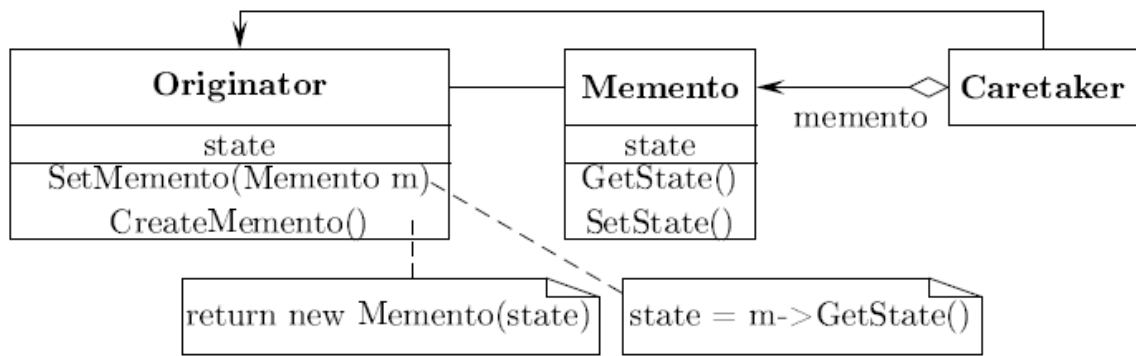 Originator
state
SetMemento(Memento m)
CreateMemento()
Memento
state
GetState()
SetState()
memento
Caretaker
return new Memento(state)
state = m->GetState()